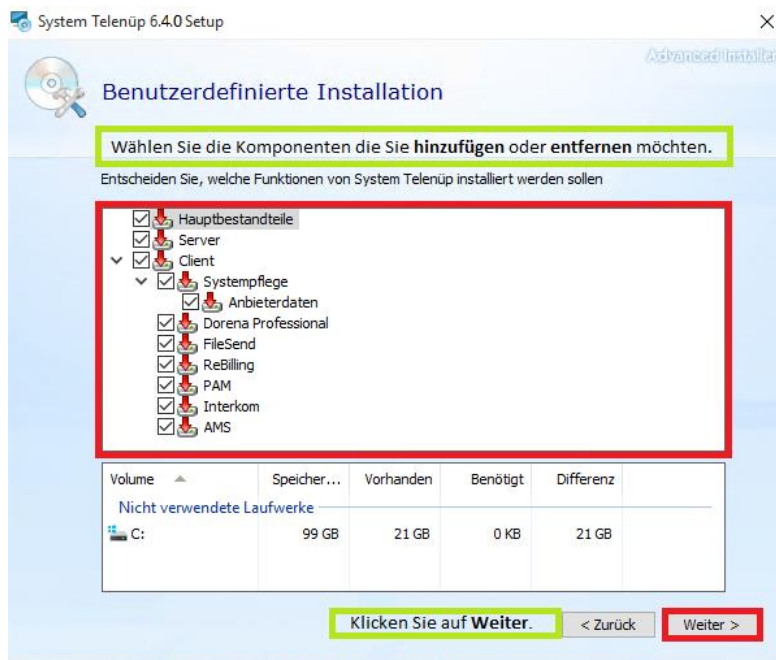 System Telenüp 6.4.0 Setup
Advanced Installer
Benutzerdefinierte Installation
Wählen Sie die Komponenten die Sie hinzufügen oder entfernen möchten.
Entscheiden Sie, welche Funktionen von System Telenüp installiert werden sollen
Hauptbestandteile
Server
Client
Systempflege
Anbieterdaten
Dorena Professional
FileSend
ReBilling
PAM
Interkom
AMS
Volume Speicher... Vorhanden Benötigt Differenz
Nicht verwendete Laufwerke
C: 99 GB 21 GB 0 KB 21 GB
Klicken Sie auf Weiter. < Zurück Weiter >